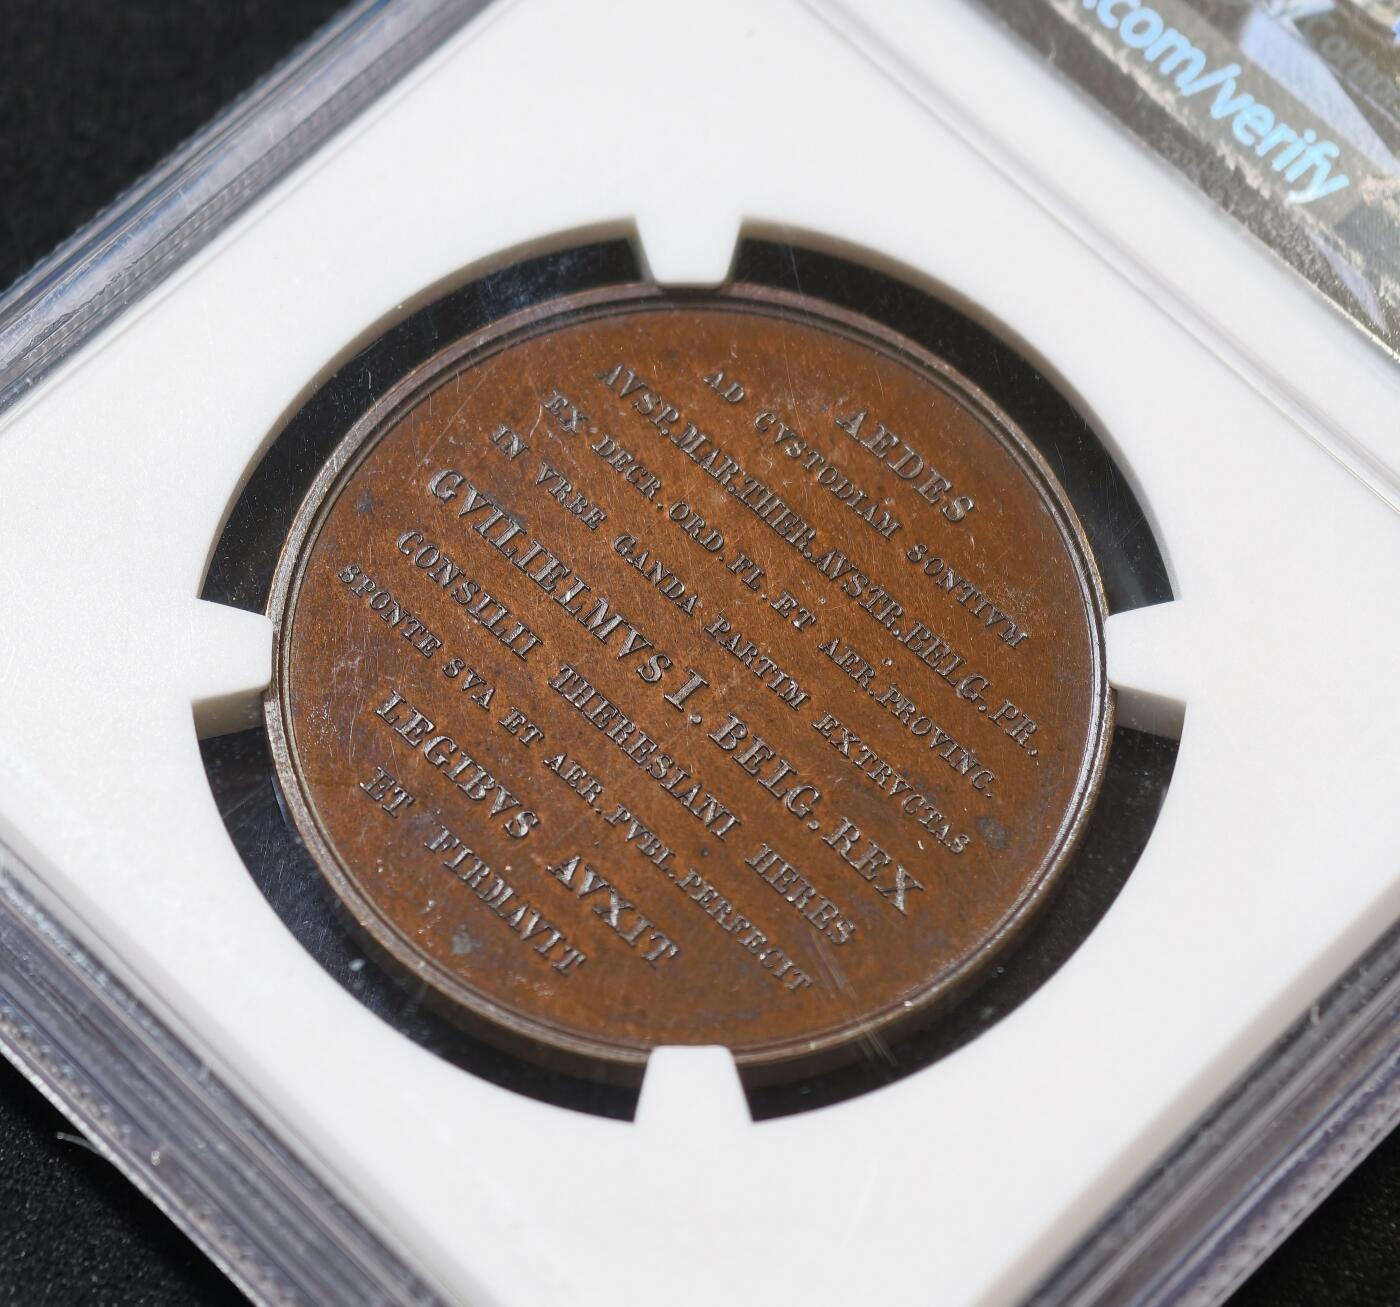 .com/verify
AEDES
AD CVSTODIAM SONTIVM
AVSP.MAR.THER.AVSTR.BELG.PR.
EX DECR.ORD.FL.ET AER.PROVINC.
IN VRBE GANDA PARTIM EXTRVCTAS
GVILIELMVS I. BELG. REX
CONSILII THERESIANI HERES
SPONTE SVA ET AER.PVBL.PERFECIT
LEGIBVS AVXIT
ET FIRMAVIT